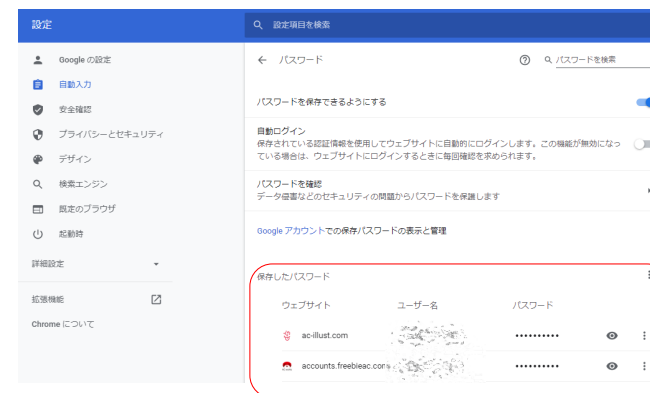 設定
設定項目を検索
Google の設定
自動入力
安全確認
プライバシーとセキュリティ
デザイン
検索エンジン
既定のブラウザ
起動時
詳細設定
拡張機能
Chrome について
パスワード
パスワードを検索
パスワードを保存できるようにする
自動ログイン
保存されている認証情報を使用してウェブサイトに自動的にログインします。この機能が無効になっ
ている場合は、ウェブサイトにログインするときに毎回確認を求められます。
パスワードを確認
データ侵害などのセキュリティの問題からパスワードを保護します
Google アカウントでの保存パスワードの表示と管理
保存したパスワード
ウェブサイト ユーザー名 パスワード
ac-illust.com ••••••••••
accounts.freebieac.com ••••••••••